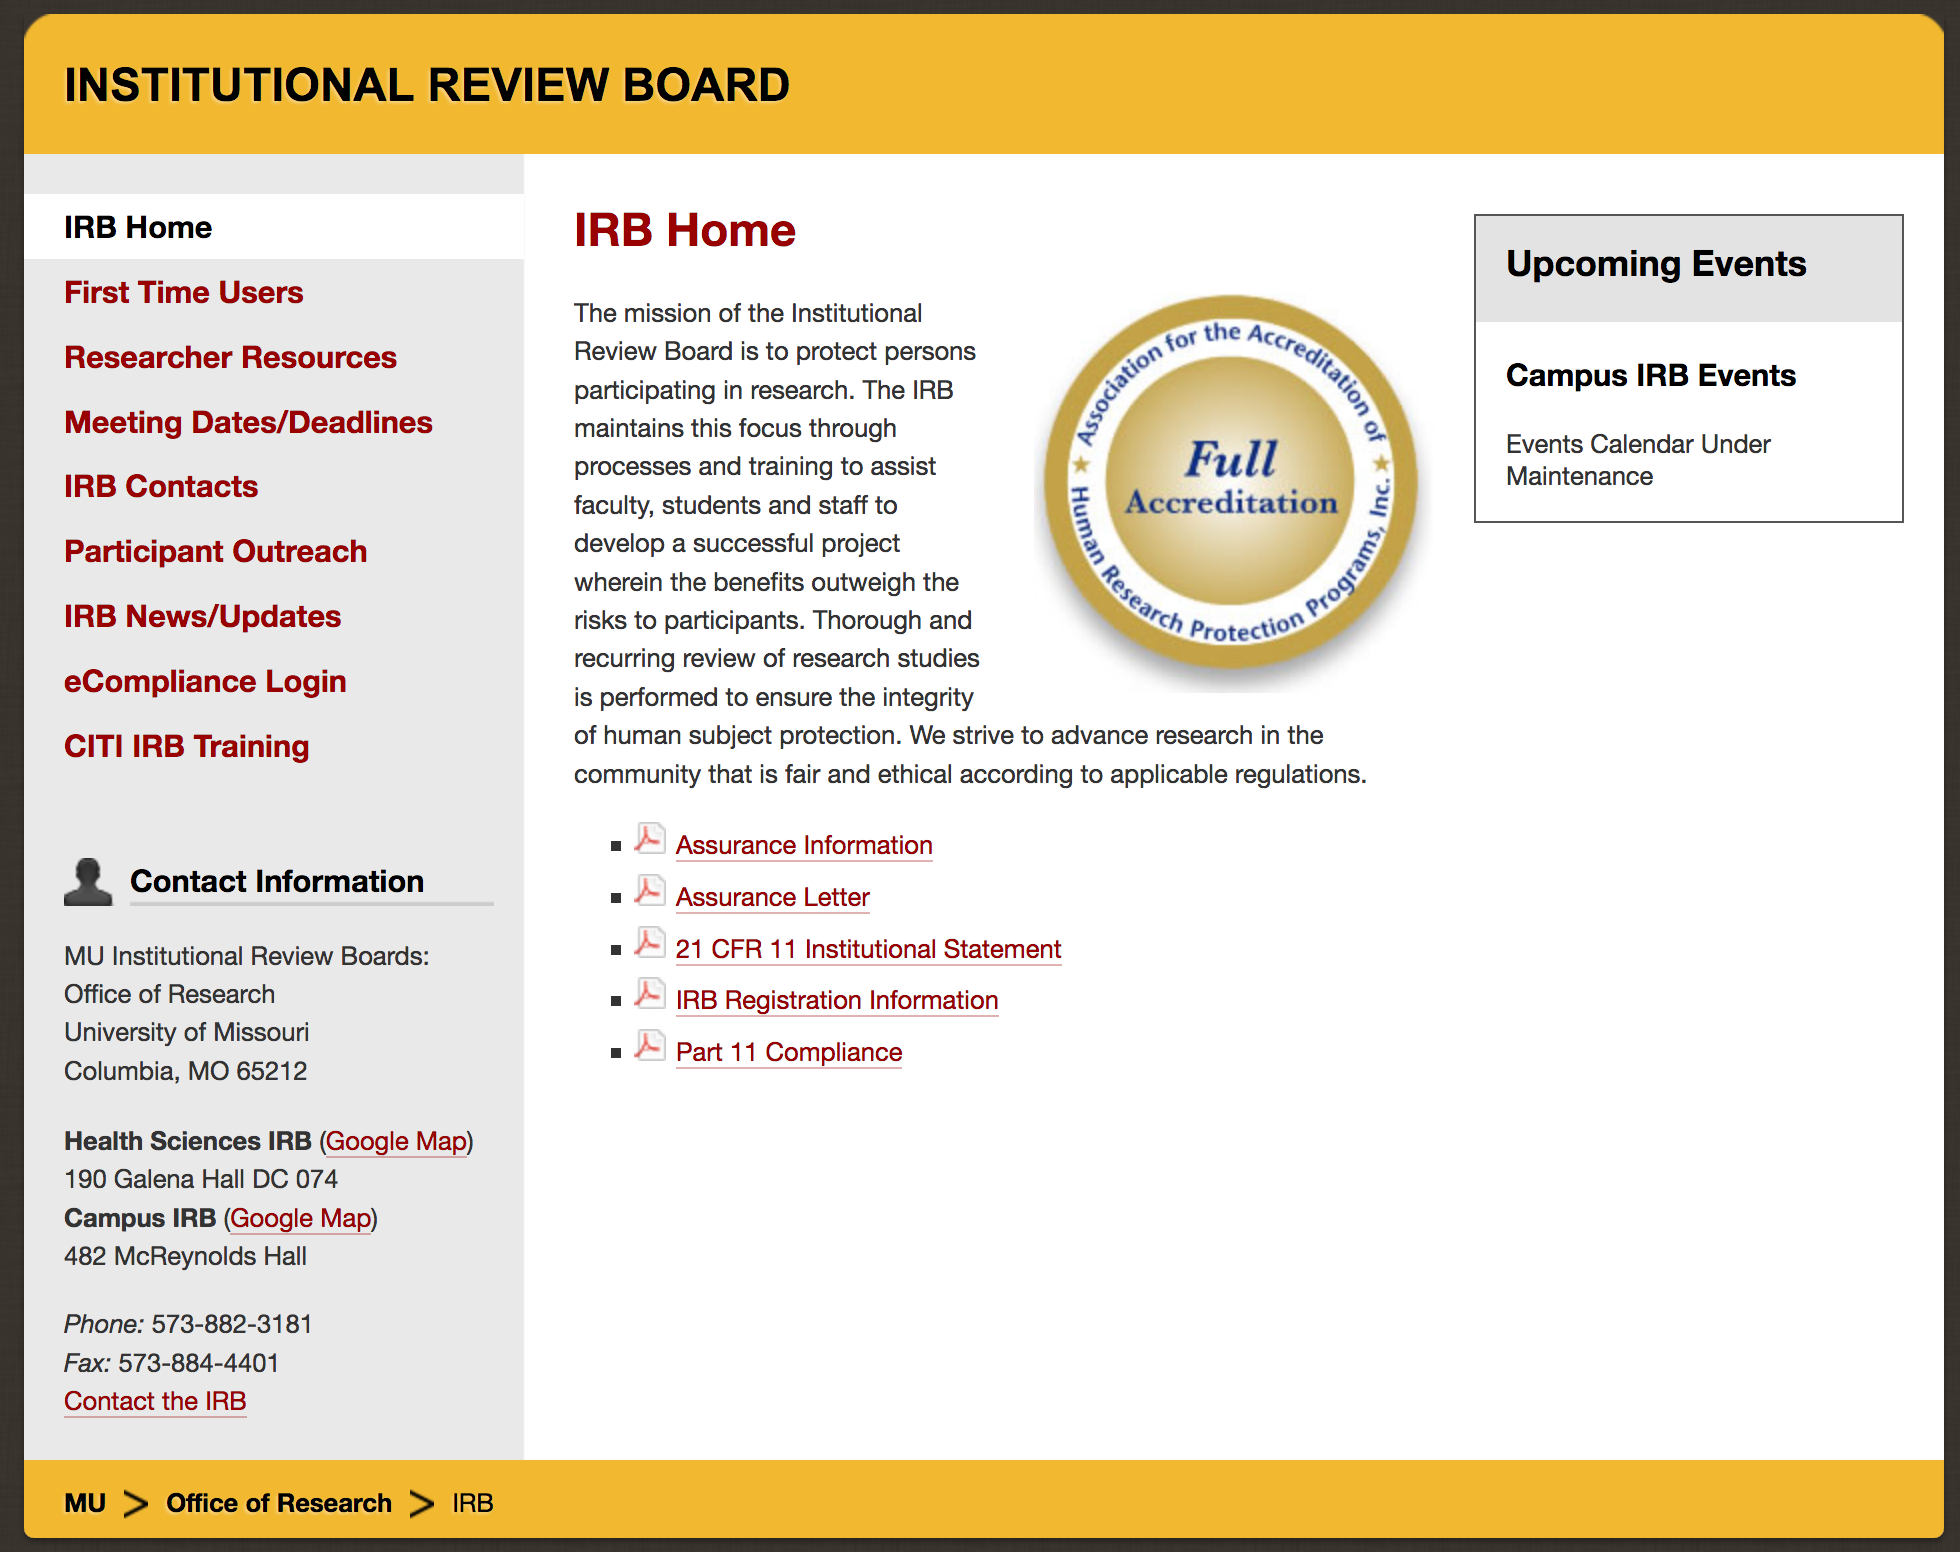 INSTITUTIONAL REVIEW BOARD
IRB Home
First Time Users
Researcher Resources
Meeting Dates/Deadlines
IRB Contacts
Participant Outreach
IRB News/Updates
eCompliance Login
CITI IRB Training
Contact Information
MU Institutional Review Boards:
Office of Research
University of Missouri
Columbia, MO 65212
Health Sciences IRB (Google Map)
190 Galena Hall DC 074
Campus IRB (Google Map)
482 McReynolds Hall
Phone: 573-882-3181
Fax: 573-884-4401
Contact the IRB
IRB Home
The mission of the Institutional
Review Board is to protect persons
participating in research. The IRB
maintains this focus through
processes and training to assist
faculty, students and staff to
develop a successful project
wherein the benefits outweigh the
risks to participants. Thorough and
recurring review of research studies
is performed to ensure the integrity
of human subject protection. We strive to advance research in the
community that is fair and ethical according to applicable regulations.
Association for the Accreditation of
Human Research Protection Programs, Inc.
Full
Accreditation
Assurance Information
Assurance Letter
21 CFR 11 Institutional Statement
IRB Registration Information
Part 11 Compliance
Upcoming Events
Campus IRB Events
Events Calendar Under
Maintenance
MU > Office of Research > IRB